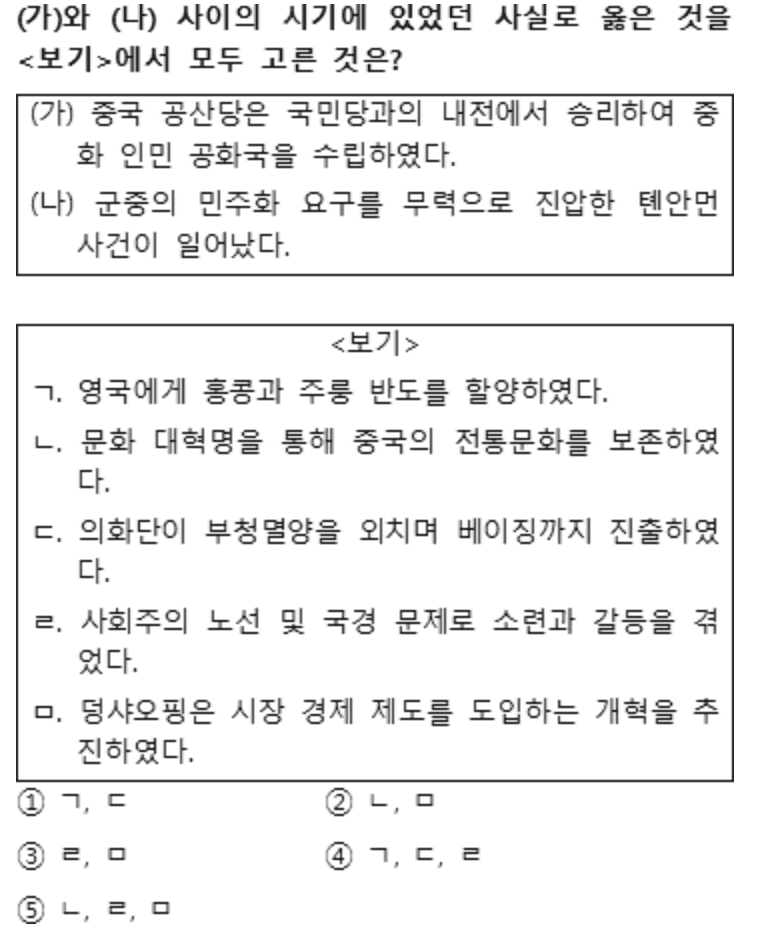 (가)와 (나) 사이의 시기에 있었던 사실로 옳은 것을
<보기>에서 모두 고른 것은?
(가) 중국 공산당은 국민당과의 내전에서 승리하여 중
화 인민 공화국을 수립하였다.
(나) 군중의 민주화 요구를 무력으로 진압한 톈안먼
사건이 일어났다.
<보기>
ㄱ. 영국에게 홍콩과 주룽 반도를 할양하였다.
ㄴ. 문화 대혁명을 통해 중국의 전통문화를 보존하였
다.
ㄷ. 의화단이 부청멸양을 외치며 베이징까지 진출하였
다.
ㄹ. 사회주의 노선 및 국경 문제로 소련과 갈등을 겪
었다.
ㅁ. 덩샤오핑은 시장 경제 제도를 도입하는 개혁을 추
진하였다.
① ㄱ, ㄷ ② ㄴ, ㅁ
③ ㄹ, ㅁ ④ ㄱ, ㄷ, ㄹ
⑤ ㄴ, ㄹ, ㅁ